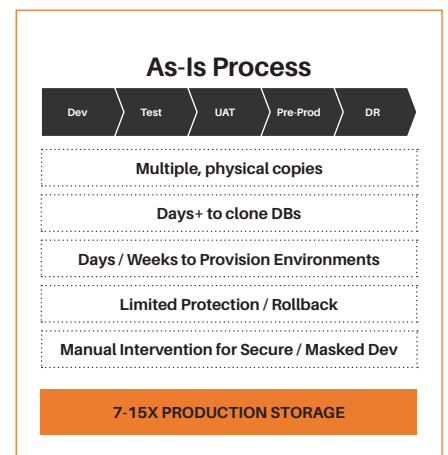 As-Is Process
Dev Test UAT Pre-Prod DR
Multiple, physical copies
Days+ to clone DBs
Days / Weeks to Provision Environments
Limited Protection / Rollback
Manual Intervention for Secure / Masked Dev
7-15X PRODUCTION STORAGE